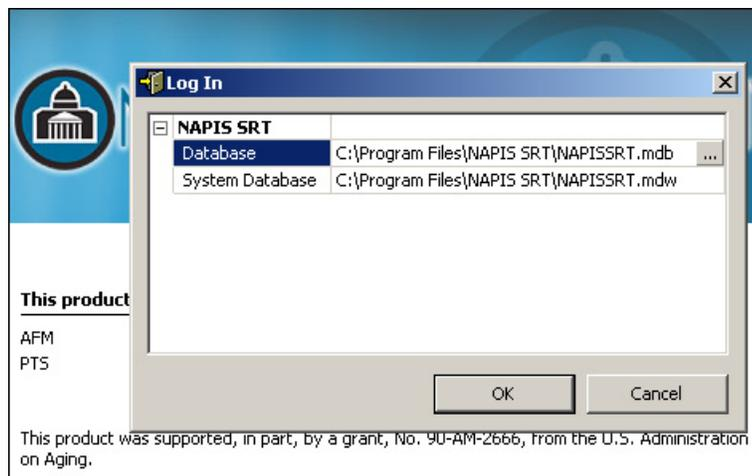 Log In
NAPIS SRT
Database C:\Program Files\NAPIS SRT\NAPISSRT.mdb ...
System Database C:\Program Files\NAPIS SRT\NAPISSRT.mdw
This product
AFM
PTS
OK Cancel
This product was supported, in part, by a grant, No. 90-AM-2666, from the U.S. Administration
on Aging.